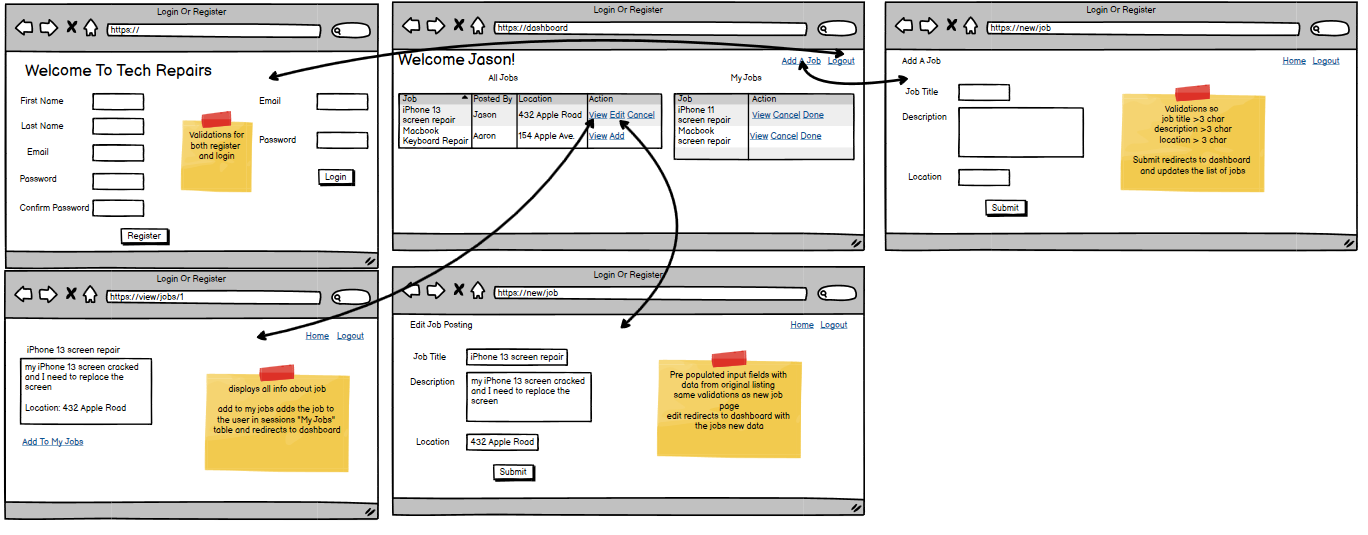 Login Or Register
https://
Welcome To Tech Repairs
First Name
Last Name
Email
Password
Confirm Password
Register
Validations for
both register
and login
Email
Password
Login
Login Or Register
https://dashboard
Welcome Jason!
Add A Job Logout
All Jobs
Job Posted By Location Action
iPhone 13
screen repair Jason 432 Apple Road View Edit Cancel
Macbook
Keyboard Repair Aaron 154 Apple Ave. View Add
My Jobs
Job Action
iPhone 11
screen repair View Cancel Done
Macbook
screen repair View Cancel Done
Login Or Register
https://new/job
Add A Job
Home Logout
Job Title
Description
Location
Submit
Validations so
job title >3 char
description >3 char
location > 3 char
Submit redirects to dashboard
and updates the list of jobs
Login Or Register
https://view/jobs/1
Home Logout
iPhone 13 screen repair
my iPhone 13 screen cracked
and I need to replace the
screen
Location: 432 Apple Road
Add To My Jobs
displays all info about job
add to my jobs adds the job to
the user in sessions "My Jobs"
table and redirects to dashboard
Login Or Register
https://new/job
Edit Job Posting
Home Logout
Job Title iPhone 13 screen repair
Description my iPhone 13 screen cracked
and I need to replace the
screen
Location 432 Apple Road
Submit
Pre populated input fields with
data from original listing
same validations as new job
page
edit redirects to dashboard with
the jobs new data